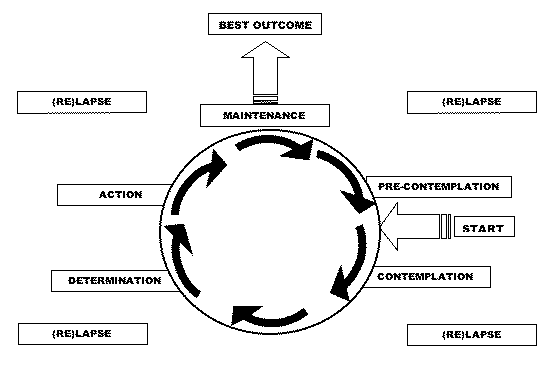 BEST OUTCOME
(RE)LAPSE
(RE)LAPSE
MAINTENANCE
ACTION
PRE-CONTEMPLATION
START
DETERMINATION
CONTEMPLATION
(RE)LAPSE
(RE)LAPSE